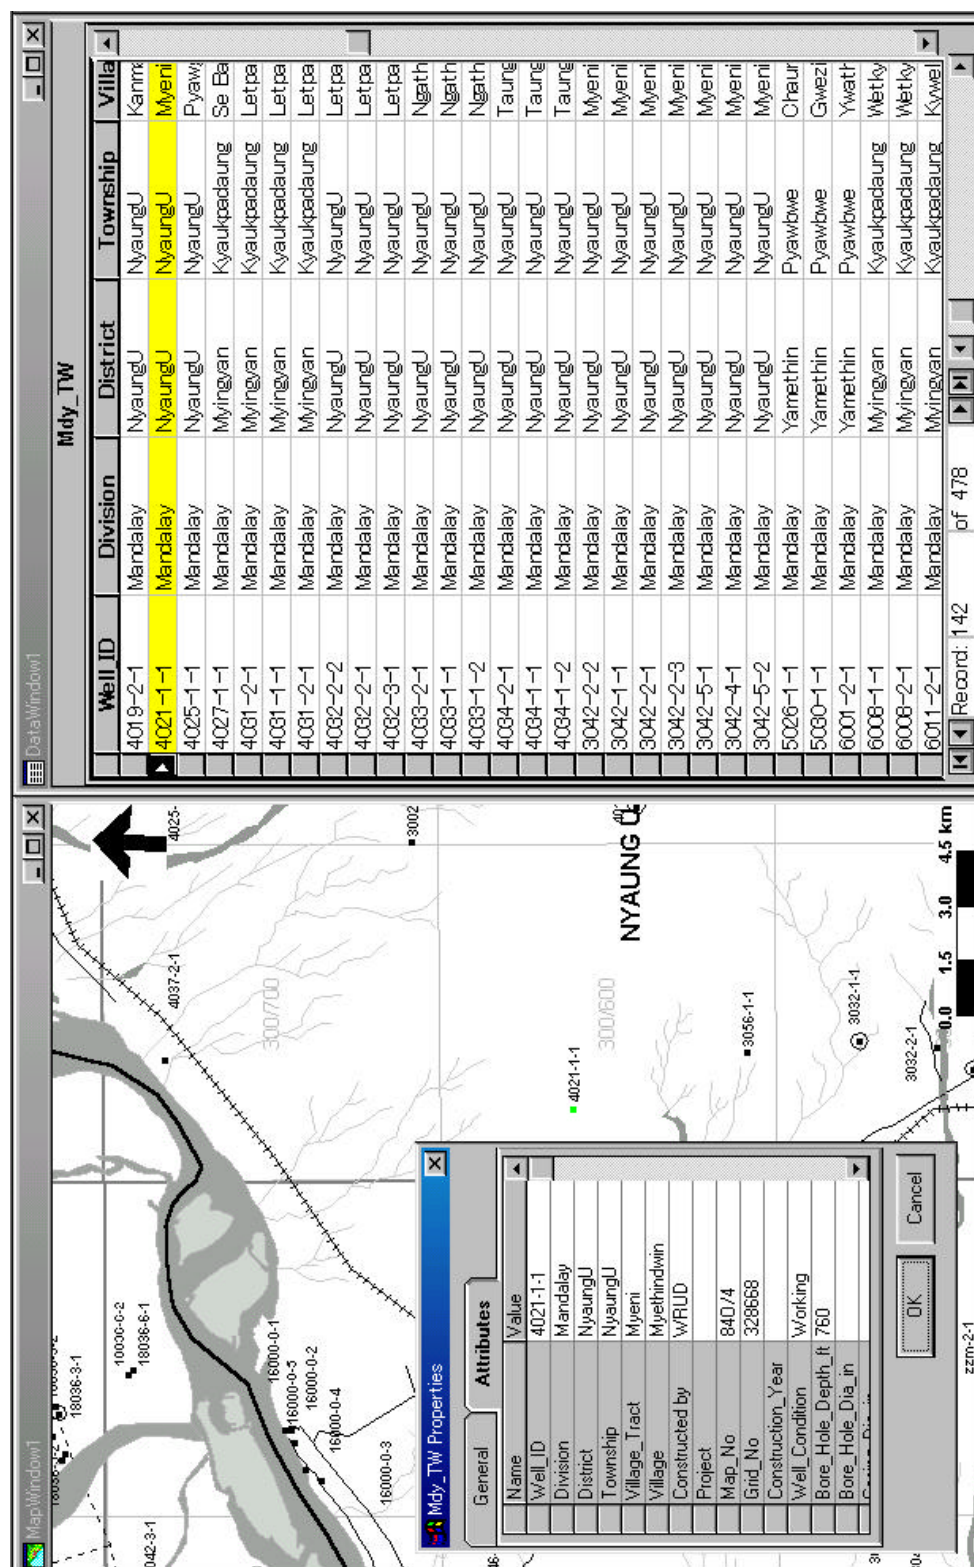 MapWindow1
18036-3-1
10036-6-2
18036-6-1
042-3-1
16000-0-1
16000-0-5
16000-0-2
16000-0-4
16000-0-3
4037-2-1
4025-
3002
300/700
4021-1-1
300/600
NYAUNG U
3056-1-1
3032-1-1
3032-2-1
zzm-2-1
0.0 1.5 3.0 4.5 km
Mdy_TW Properties
General Attributes
Name Value
Well_ID 4021-1-1
Division Mandalay
District NyaungU
Township NyaungU
Village_Tract Myeni
Village Myethindwin
Constructed by WRUD
Project
Map_No 84O/4
Grid_No 328668
Construction_Year
Well_Condition Working
Bore_Hole_Depth_ft 760
Bore_Hole_Dia_in
OK Cancel
DataWindow1
Mdy_TW
Well_ID Division District Township Villa
4019-2-1 Mandalay NyaungU NyaungU Kanm
4021-1-1 Mandalay NyaungU NyaungU Myeni
4025-1-1 Mandalay NyaungU NyaungU Pyaw
4027-1-1 Mandalay Myingyan Kyaukpadaung Se Ba
4031-2-1 Mandalay Myingyan Kyaukpadaung Letpa
4031-1-1 Mandalay Myingyan Kyaukpadaung Letpa
4031-2-1 Mandalay Myingyan Kyaukpadaung Letpa
4032-2-2 Mandalay NyaungU NyaungU Letpa
4032-2-1 Mandalay NyaungU NyaungU Letpa
4032-3-1 Mandalay NyaungU NyaungU Letpa
4033-2-1 Mandalay NyaungU NyaungU Ngath
4033-1-1 Mandalay NyaungU NyaungU Ngath
4033-1-2 Mandalay NyaungU NyaungU Ngath
4034-2-1 Mandalay NyaungU NyaungU Taung
4034-1-1 Mandalay NyaungU NyaungU Taung
4034-1-2 Mandalay NyaungU NyaungU Taung
3042-2-2 Mandalay NyaungU NyaungU Myeni
3042-2-1 Mandalay NyaungU NyaungU Myeni
3042-1-1 Mandalay NyaungU NyaungU Myeni
3042-2-3 Mandalay NyaungU NyaungU Myeni
3042-5-1 Mandalay NyaungU NyaungU Myeni
3042-4-1 Mandalay NyaungU NyaungU Myeni
3042-5-2 Mandalay NyaungU NyaungU Myeni
5026-1-1 Mandalay Yamethin Pyawbwe Chaur
5030-1-1 Mandalay Yamethin Pyawbwe Gwezi
6001-2-1 Mandalay Yamethin Pyawbwe Ywath
6008-1-1 Mandalay Myingyan Kyaukpadaung Wetky
6008-2-1 Mandalay Myingyan Kyaukpadaung Wetky
6011-2-1 Mandalay Myingyan Kyaukpadaung Kywell
Record: 142 of 478